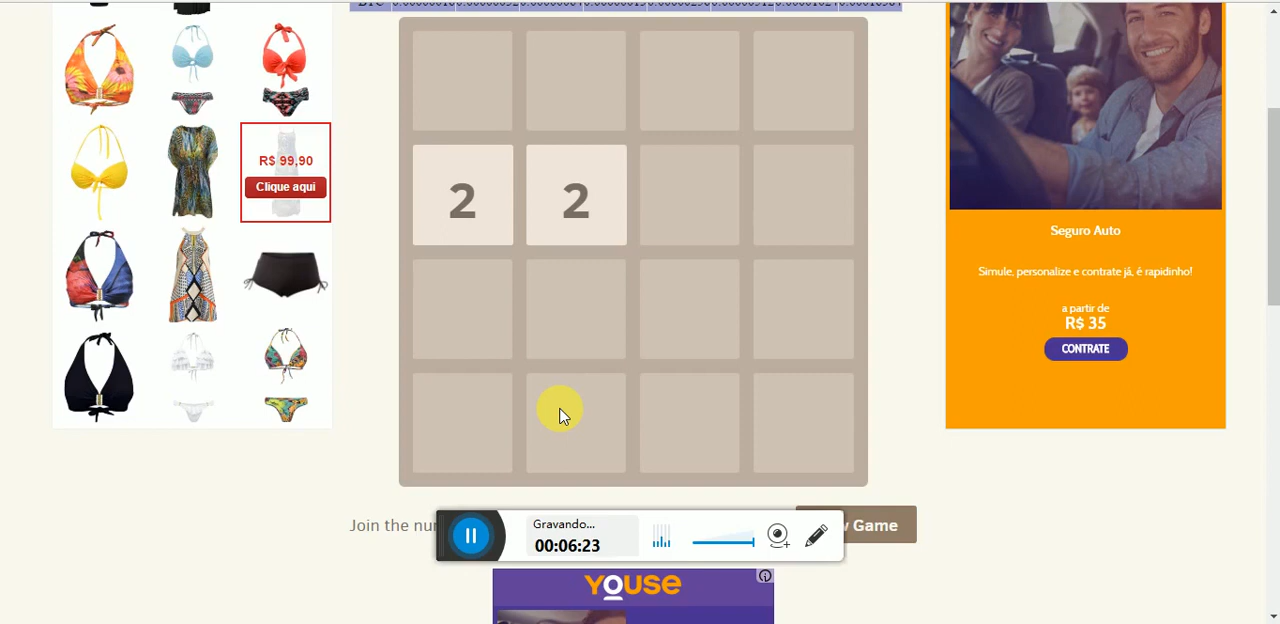 R$ 99,90
Clique aqui
2 2
Seguro Auto
Simule, personalize e contrate já, é rapidinho!
a partir de
R$ 35
CONTRATE
Join the
Game
Gravando...
00:06:23
YOUSE